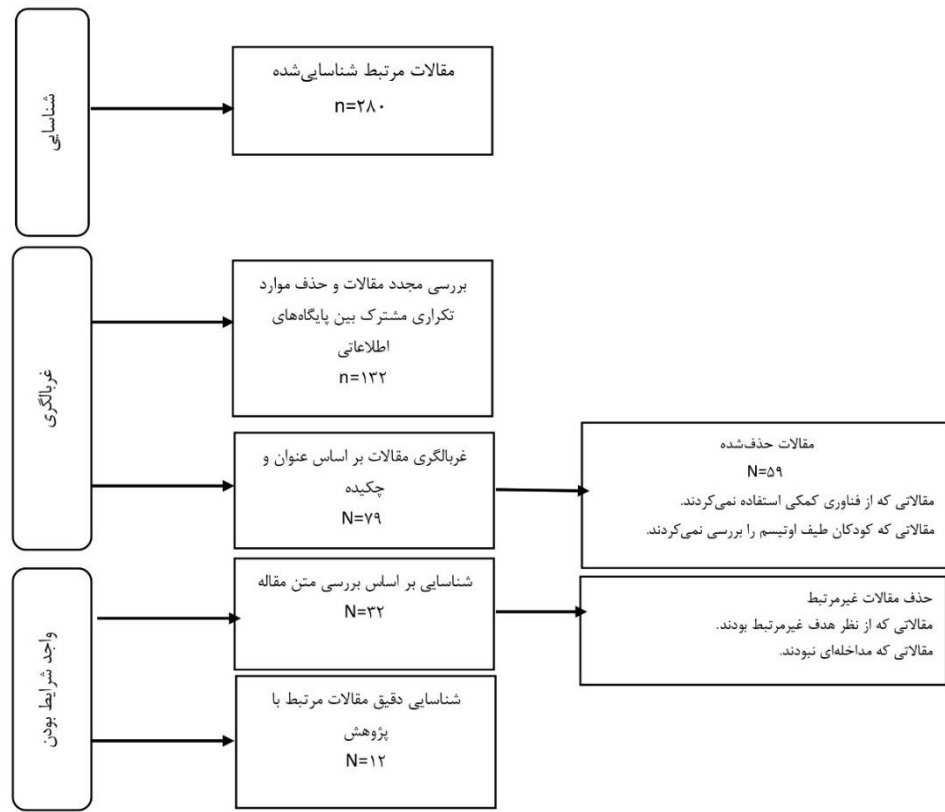 شناسایی
مقالات مرتبط شناسایی‌شده
n=۲۸۰
غربالگری
بررسی مجدد مقالات و حذف موارد
تکراری مشترک بین پایگاه‌های
اطلاعاتی
n=۱۳۲
غربالگری مقالات بر اساس عنوان و
چکیده
N=۷۹
مقالات حذف‌شده
N=۵۹
مقالاتی که از فناوری کمکی استفاده نمی‌کردند.
مقالاتی که کودکان طیف اوتیسم را بررسی نمی‌کردند.
واجد شرایط بودن
شناسایی بر اساس بررسی متن مقاله
N=۳۲
حذف مقالات غیرمرتبط
مقالاتی که از نظر هدف غیرمرتبط بودند.
مقالاتی که مداخله‌ای نبودند.
شناسایی دقیق مقالات مرتبط با
پژوهش
N=۱۲